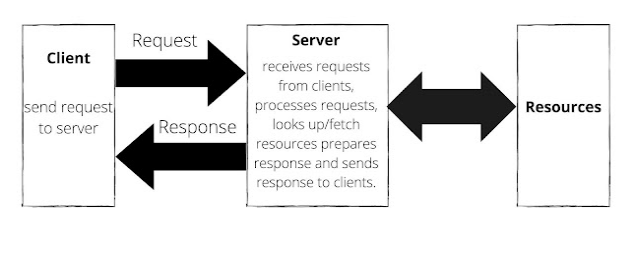 Client
send request
to server
Request
Response
Server
receives requests
from clients,
processes requests,
looks up/fetch
resources prepares
response and sends
response to clients.
Resources